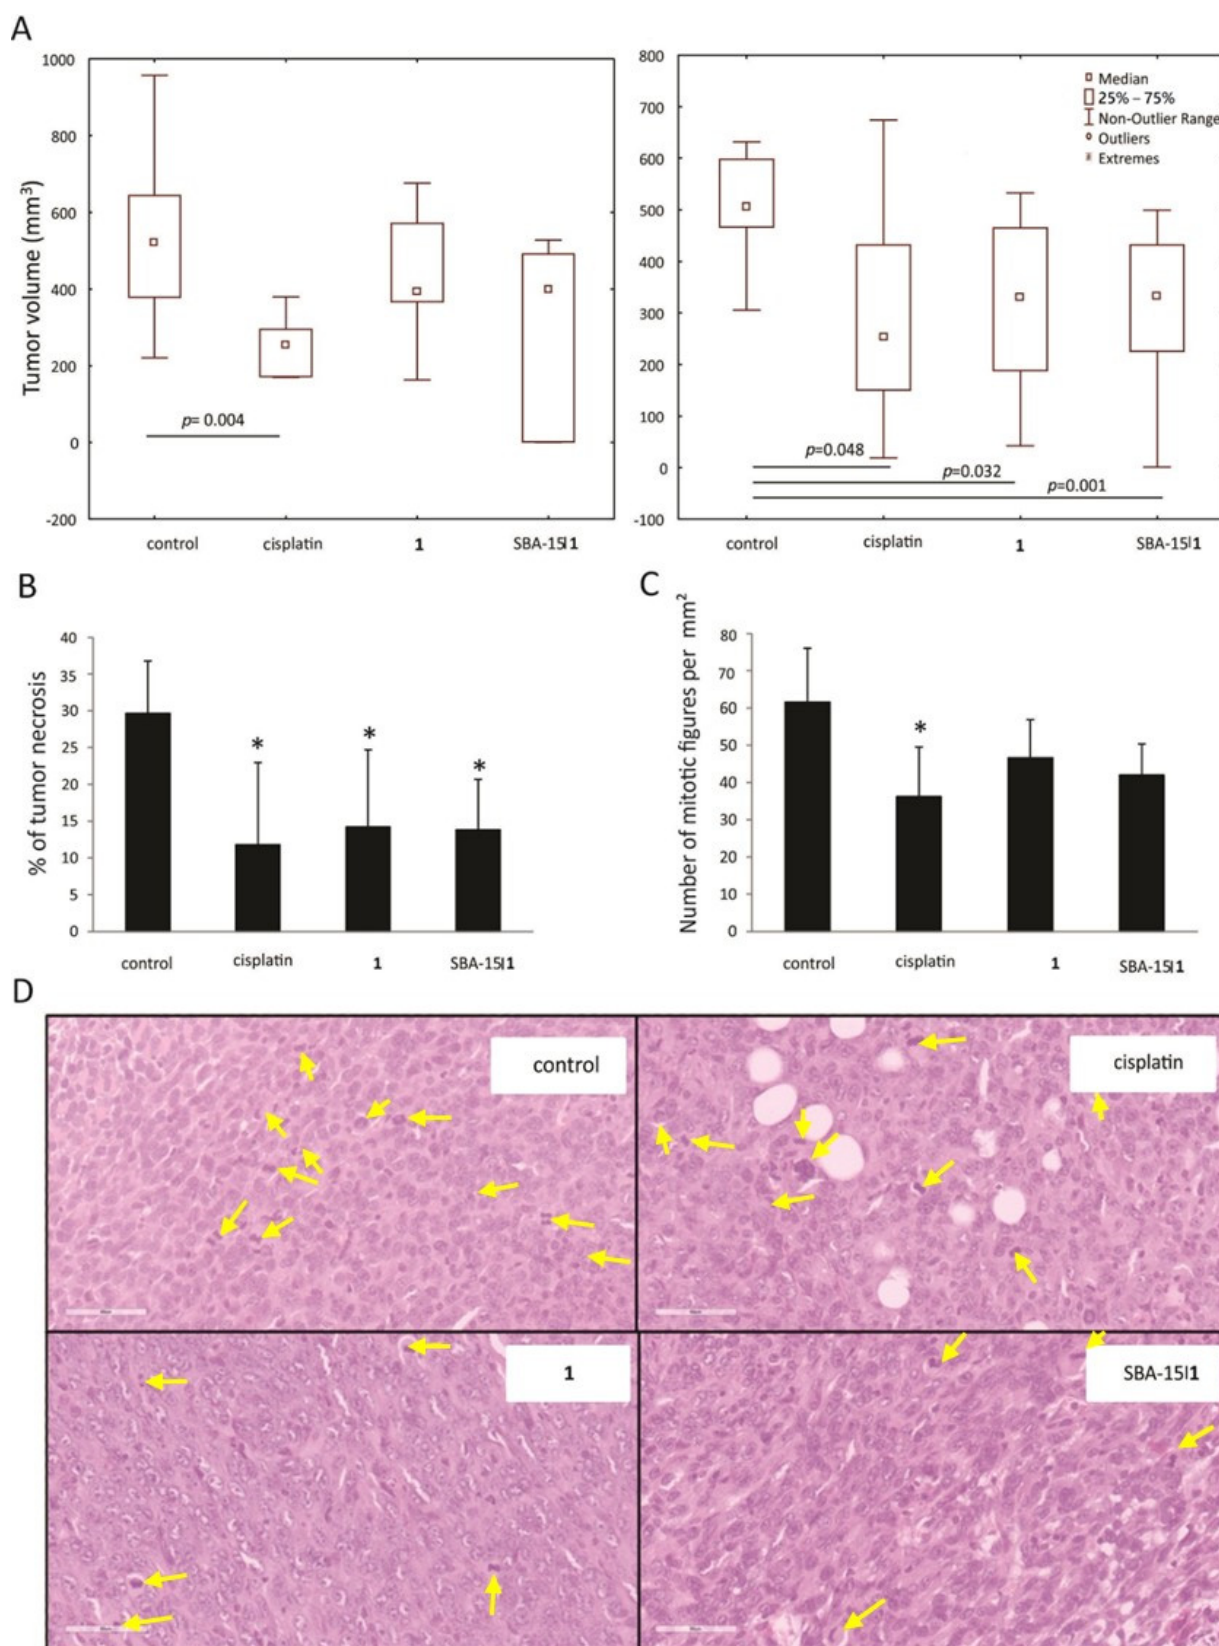 A
Tumor volume (mm³)
1000
800
600
400
200
0
-200
p= 0.004
control
cisplatin
1
SBA-15|1
800
700
600
500
400
300
200
100
0
-100
Median
25% – 75%
Non-Outlier Range
Outliers
Extremes
p=0.048
p=0.032
p=0.001
control
cisplatin
1
SBA-15|1
B
% of tumor necrosis
40
35
30
25
20
15
10
5
0
*
*
*
control
cisplatin
1
SBA-15|1
C
Number of mitotic figures per mm²
80
70
60
50
40
30
20
10
0
*
control
cisplatin
1
SBA-15|1
D
control
cisplatin
1
SBA-15|1